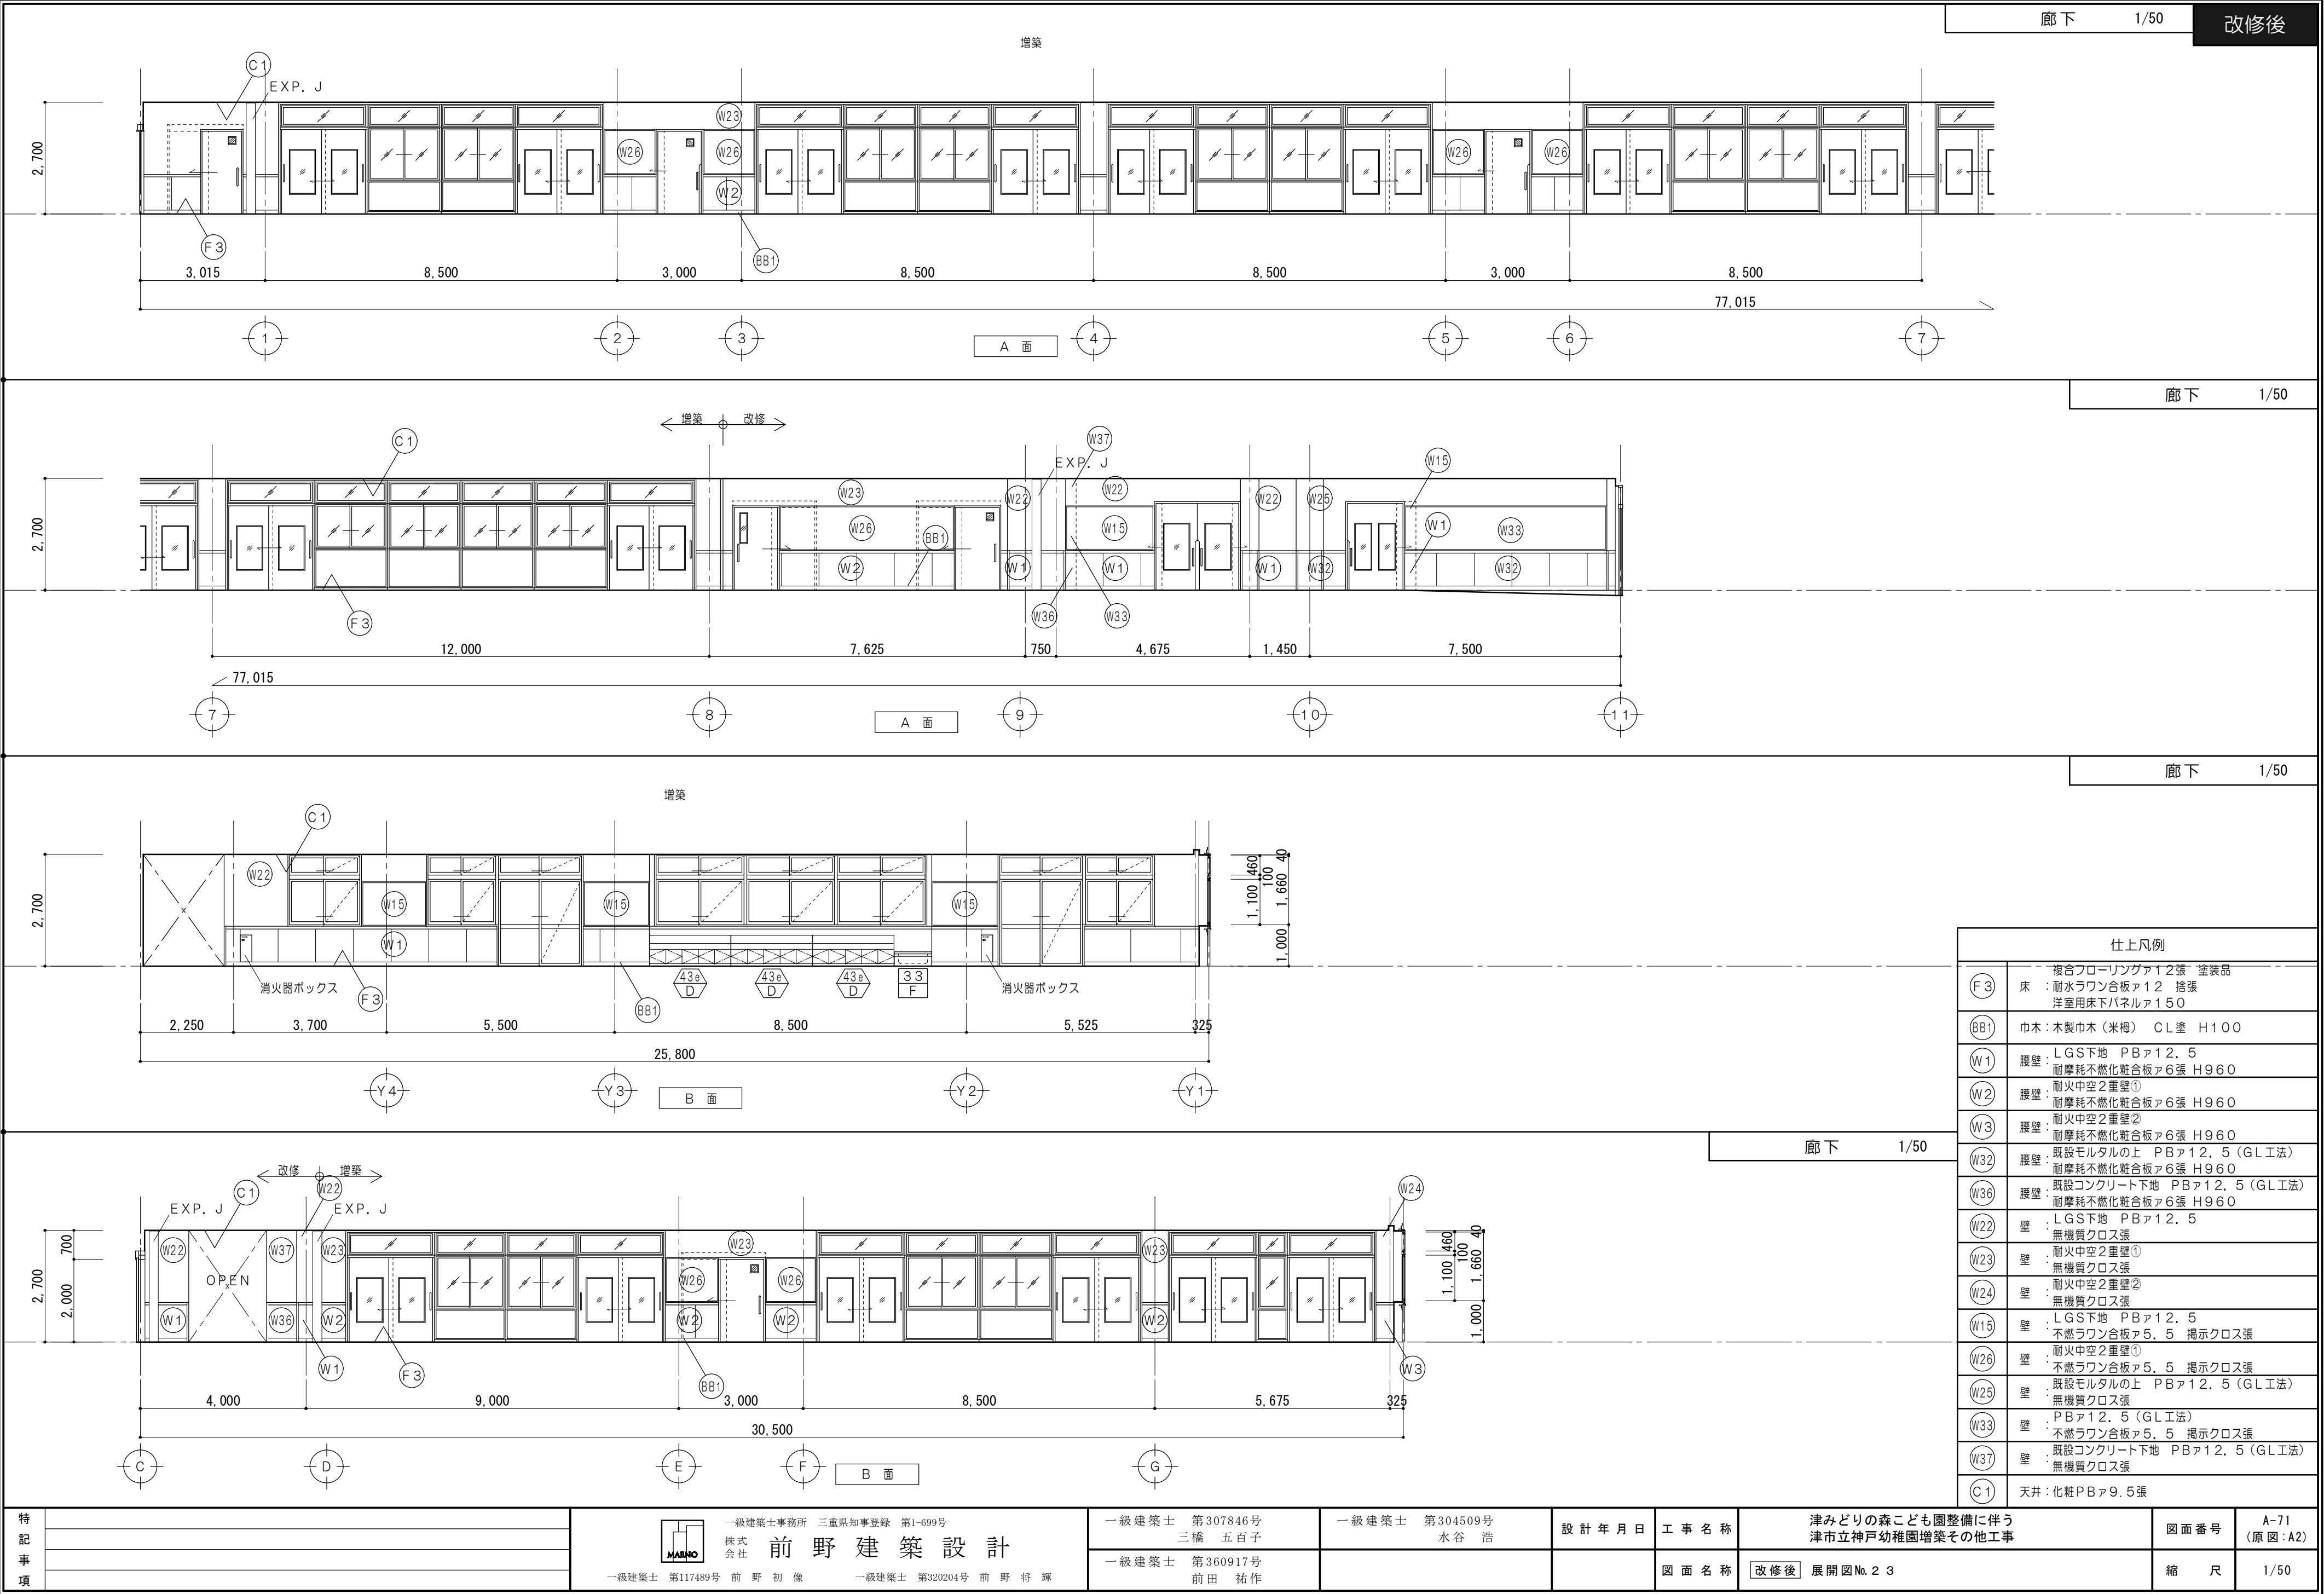 廊下 1/50 改修後
増築
C1
EXP. J
2,700
W26 W23 W26 W2 W26 W26
F3
BB1
3,015 8,500 3,000 8,500 8,500 3,000 8,500
77,015
1 2 3 4 5 6 7
A 面
廊下 1/50
増築 改修
C1
W37
EXP. J
W15
2,700
W23 W22 W22 W22 W25
W26 BB1 W15 W1 W33
W2 W1 W1 W1 W32 W32
F3
W36 W33
12,000 7,625 750 4,675 1,450 7,500
77,015
7 8 9 10 11
A 面
廊下 1/50
増築
C1
2,700
W22 W15 W15 W15
W1
消火器ボックス
F3
BB1
43e D
43e D
43e D
33 F
消火器ボックス
40
460
100
1,100 1,660
1,000
2,250 3,700 5,500 8,500 5,525 325
25,800
Y4 Y3 Y2 Y1
B 面
廊下 1/50
改修 増築
EXP. J
C1
W22
EXP. J
W24
2,700 700 2,000
W22 OPEN W37 W23 W23 W23
W26 W26
W1 W36 W2 W2 W2 W2
W1
F3
BB1
W3
40
460
100
1,100 1,660
1,000
4,000 9,000 3,000 8,500 5,675 325
30,500
C D E F G
B 面
仕上凡例
F3 床 :複合フローリングァ12張 塗装品
耐水ラワン合板ァ12 捨張
洋室用床下パネルァ150
BB1 巾木:木製巾木(米栂) CL塗 H100
W1 腰壁:LGS下地 PBァ12.5
耐摩耗不燃化粧合板ァ6張 H960
W2 腰壁:耐火中空2重壁①
耐摩耗不燃化粧合板ァ6張 H960
W3 腰壁:耐火中空2重壁②
耐摩耗不燃化粧合板ァ6張 H960
W32 腰壁:既設モルタルの上 PBァ12.5(GL工法)
耐摩耗不燃化粧合板ァ6張 H960
W36 腰壁:既設コンクリート下地 PBァ12.5(GL工法)
耐摩耗不燃化粧合板ァ6張 H960
W22 壁 :LGS下地 PBァ12.5
無機質クロス張
W23 壁 :耐火中空2重壁①
無機質クロス張
W24 壁 :耐火中空2重壁②
無機質クロス張
W15 壁 :LGS下地 PBァ12.5
不燃ラワン合板ァ5.5 掲示クロス張
W26 壁 :耐火中空2重壁①
不燃ラワン合板ァ5.5 掲示クロス張
W25 壁 :既設モルタルの上 PBァ12.5(GL工法)
無機質クロス張
W33 壁 :PBァ12.5(GL工法)
不燃ラワン合板ァ5.5 掲示クロス張
W37 壁 :既設コンクリート下地 PBァ12.5(GL工法)
無機質クロス張
C1 天井:化粧PBァ9.5張
特記事項
MAENO
一級建築士事務所 三重県知事登録 第1-699号
株式会社 前野建築設計
一級建築士 第117489号 前野初像 一級建築士 第320204号 前野将輝
一級建築士 第307846号
三橋 五百子
一級建築士 第304509号
水谷 浩
一級建築士 第360917号
前田 祐作
設計年月日
工事名称
津みどりの森こども園整備に伴う
津市立神戸幼稚園増築その他工事
図面番号
A-71
(原図:A2)
図面名称
改修後 展開図№23
縮 尺
1/50